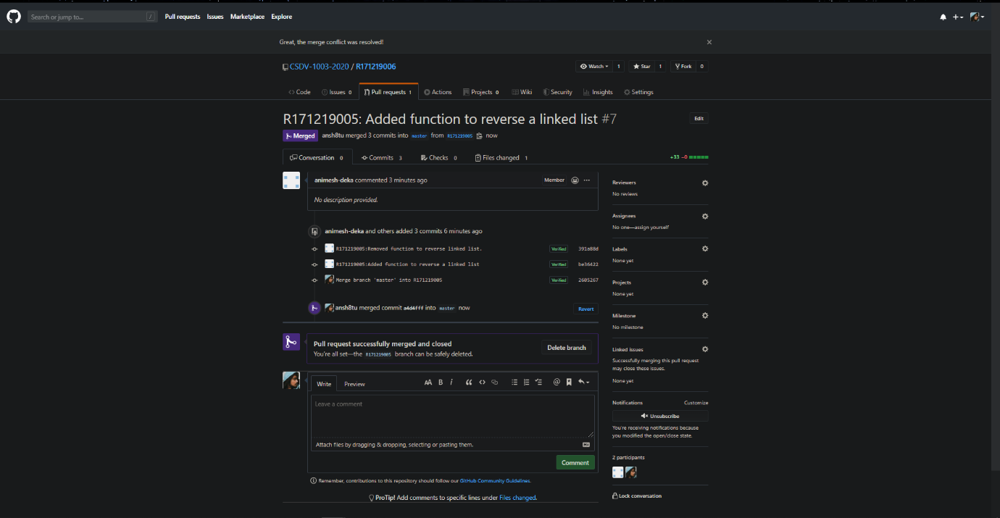 Search or jump to... /
Pull requests Issues Marketplace Explore
Great, the merge conflict was resolved!
CSDV-1003-2020 / R171219006
Watch 1 Star 1 Fork 0
Code Issues 0 Pull requests 1 Actions Projects 0 Wiki Security Insights Settings
R171219005: Added function to reverse a linked list #7
Edit
Merged ansh8tu merged 3 commits into master from R171219005 now
Conversation 0 Commits 3 Checks 0 Files changed 1
+33 −0
animesh-deka commented 3 minutes ago Member
No description provided.
animesh-deka and others added 3 commits 6 minutes ago
R171219005:Removed function to reverse linked list. Verified 391a88d
R171219005:Added function to reverse a linked list Verified be36422
Merge branch 'master' into R171219005 Verified 2605267
ansh8tu merged commit a4d4fff into master now Revert
Pull request successfully merged and closed
You're all set—the R171219005 branch can be safely deleted.
Delete branch
Write Preview
AA B i
Leave a comment
Attach files by dragging & dropping, selecting or pasting them.
Comment
Remember, contributions to this repository should follow our GitHub Community Guidelines.
ProTip! Add comments to specific lines under Files changed.
Reviewers
No reviews
Assignees
No one—assign yourself
Labels
None yet
Projects
None yet
Milestone
No milestone
Linked issues
Successfully merging this pull request
may close these issues.
None yet
Notifications Customize
Unsubscribe
You're receiving notifications because
you modified the open/close state.
2 participants
Lock conversation